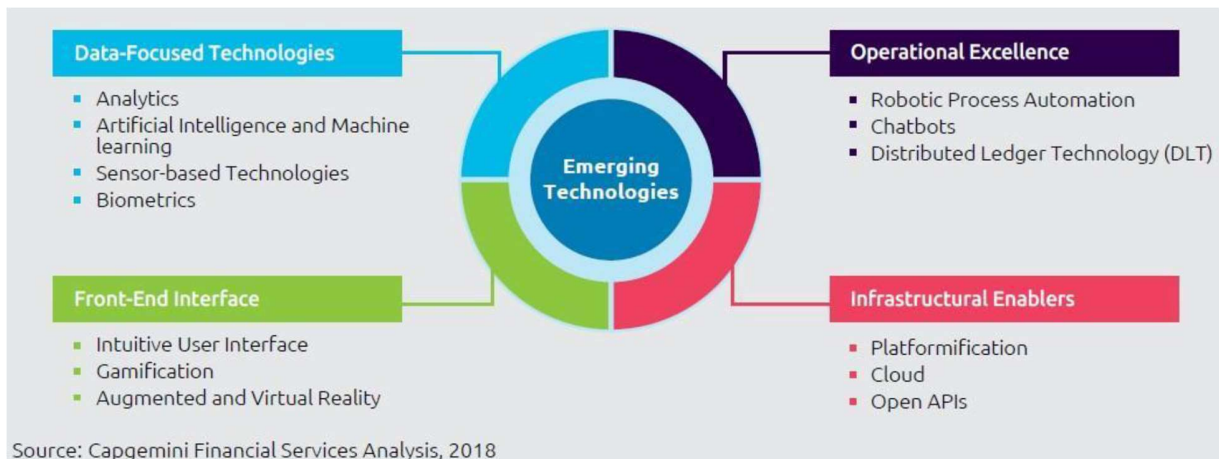 Data-Focused Technologies
Analytics
Artificial Intelligence and Machine
learning
Sensor-based Technologies
Biometrics
Operational Excellence
Robotic Process Automation
Chatbots
Distributed Ledger Technology (DLT)
Emerging
Technologies
Front-End Interface
Intuitive User Interface
Gamification
Augmented and Virtual Reality
Infrastructural Enablers
Platformification
Cloud
Open APIs
Source: Capgemini Financial Services Analysis, 2018